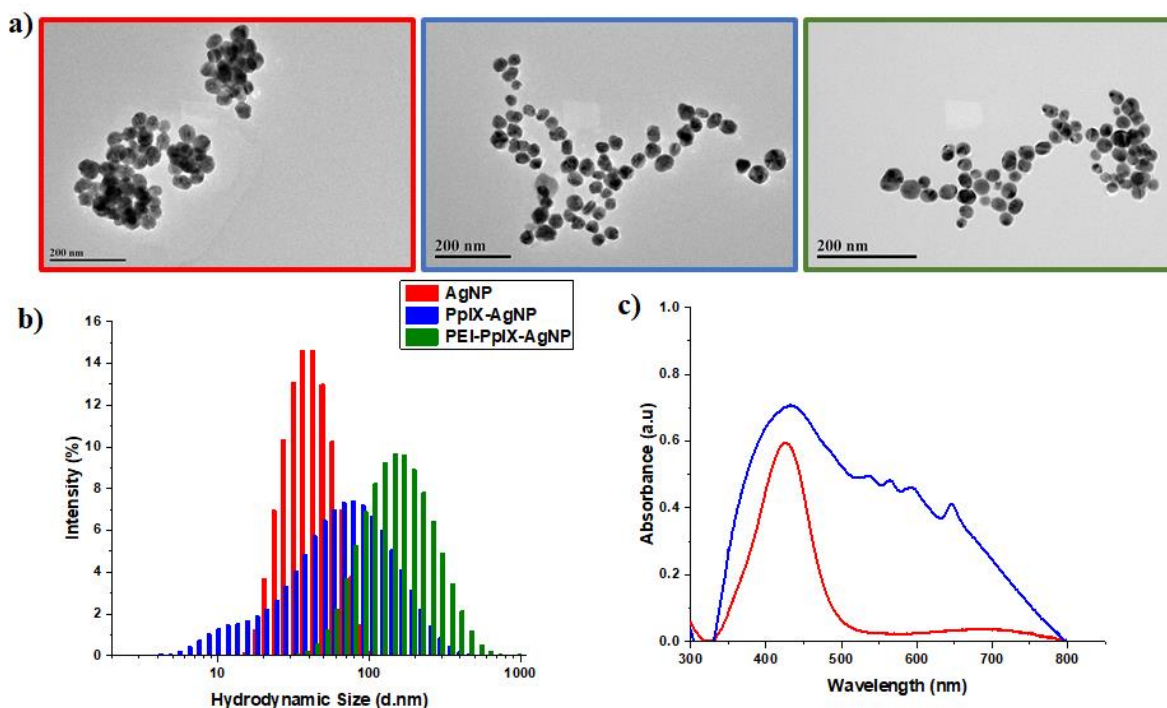 a)
200 nm
200 nm
200 nm
b)
AgNP
PpIX-AgNP
PEI-PpIX-AgNP
16
14
12
10
8
6
4
2
0
Intensity (%)
10
100
1000
Hydrodynamic Size (d.nm)
c)
1.0
0.8
0.6
0.4
0.2
0.0
Absorbance (a.u)
300
400
500
600
700
800
Wavelength (nm)